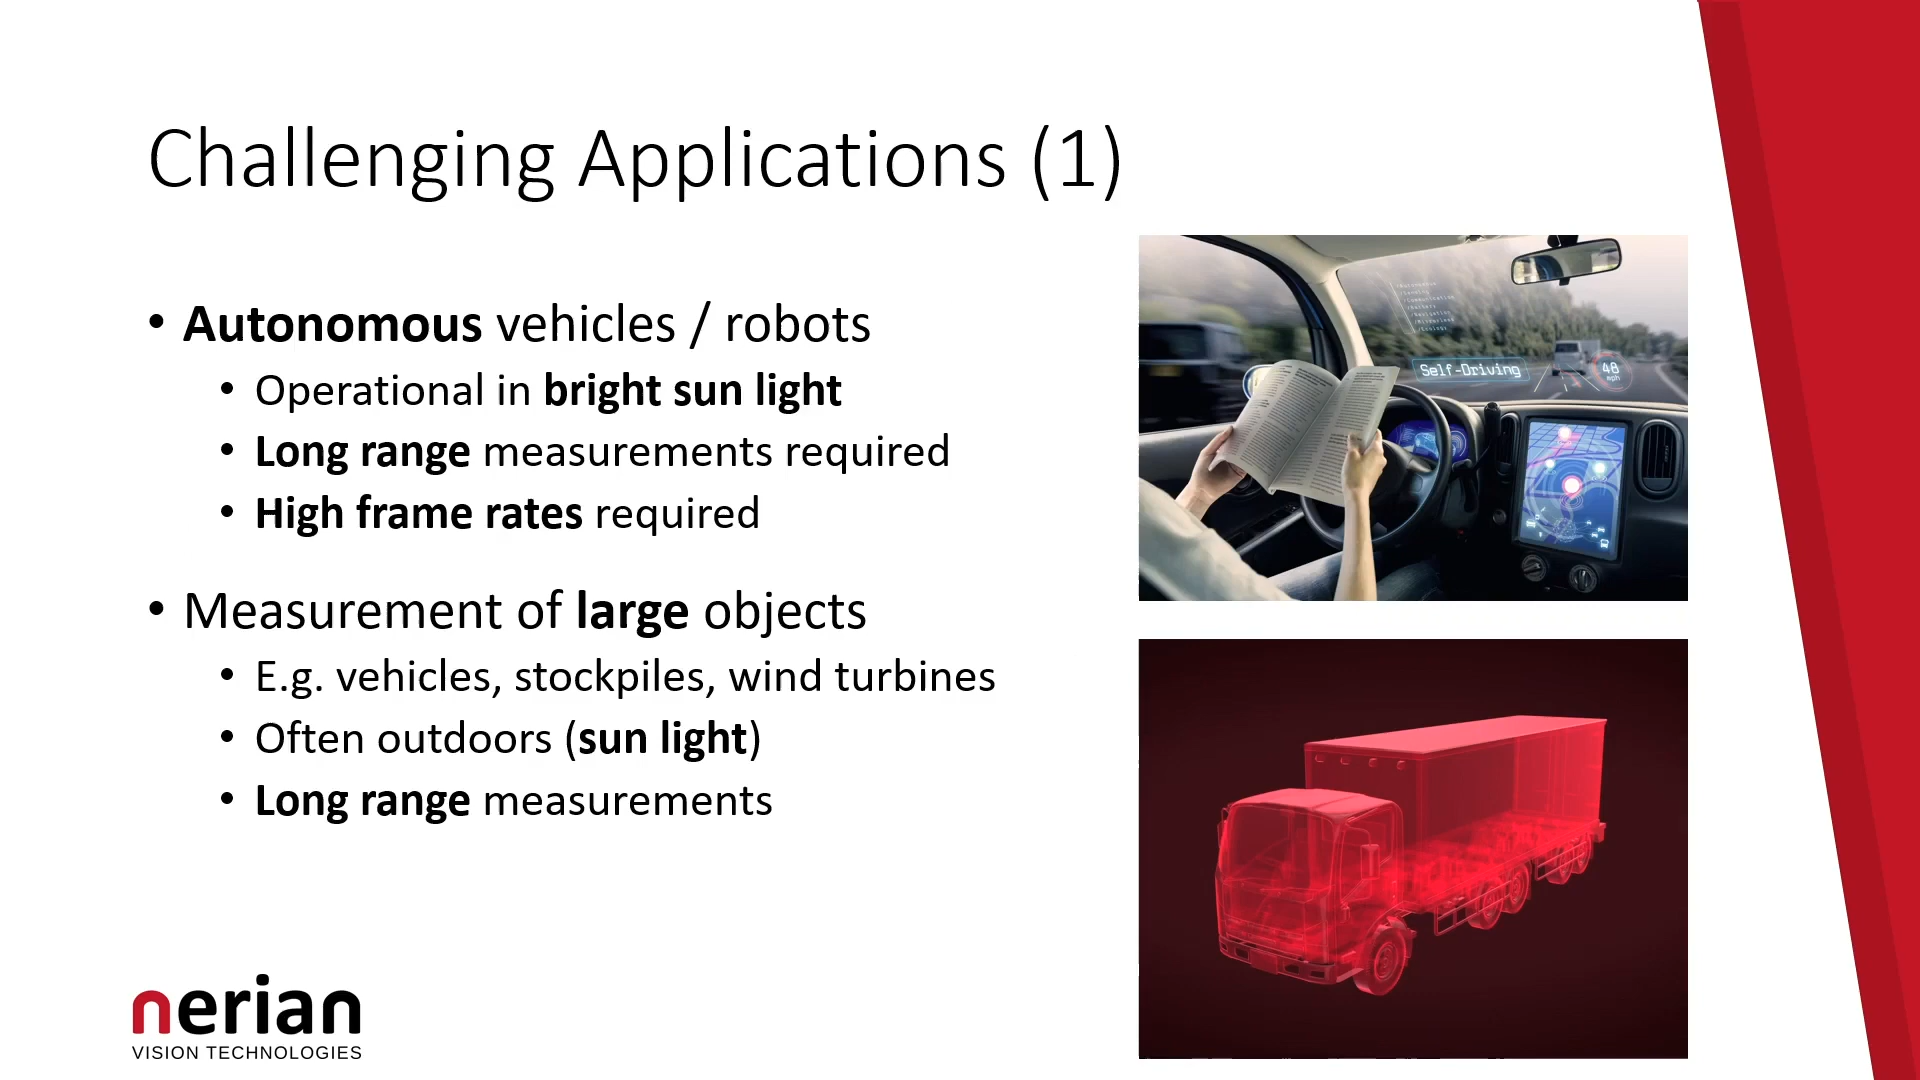 Challenging Applications (1)
• Autonomous vehicles / robots
• Operational in bright sun light
• Long range measurements required
• High frame rates required
• Measurement of large objects
• E.g. vehicles, stockpiles, wind turbines
• Often outdoors (sun light)
• Long range measurements
Self-Driving
48
mph
nerian
VISION TECHNOLOGIES